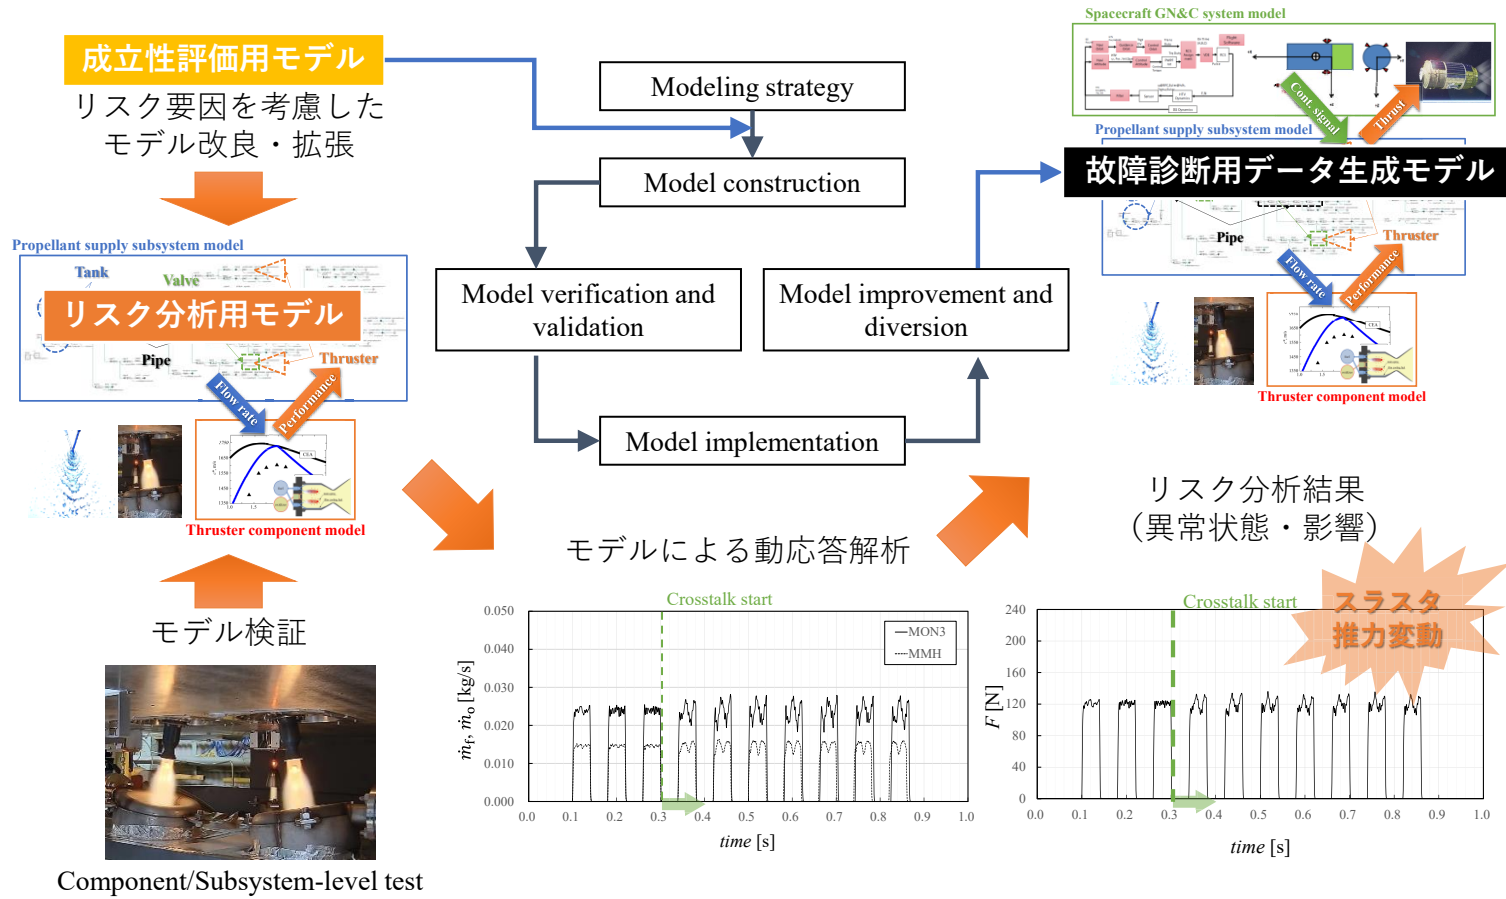 成立性評価用モデル
リスク要因を考慮した
モデル改良・拡張
Propellant supply subsystem model
Tank
Valve
リスク分析用モデル
Pipe
Thruster
Flow rate
Performance
CEA
Thruster component model
モデル検証
Component/Subsystem-level test
Modeling strategy
Model construction
Model verification and
validation
Model improvement and
diversion
Model implementation
モデルによる動応答解析
Crosstalk start
MON3
MMH
ṁf, ṁo [kg/s]
0.050
0.040
0.030
0.020
0.010
0.000
0.0 0.1 0.2 0.3 0.4 0.5 0.6 0.7 0.8 0.9 1.0
time [s]
Spacecraft GN&C system model
Cont. signal
Thrust
Propellant supply subsystem model
故障診断用データ生成モデル
Pipe
Thruster
Flow rate
Performance
CEA
Thruster component model
リスク分析結果
（異常状態・影響）
スラスタ
推力変動
Crosstalk start
F [N]
240
200
160
120
80
40
0
0 0.1 0.2 0.3 0.4 0.5 0.6 0.7 0.8 0.9 1.0
time [s]